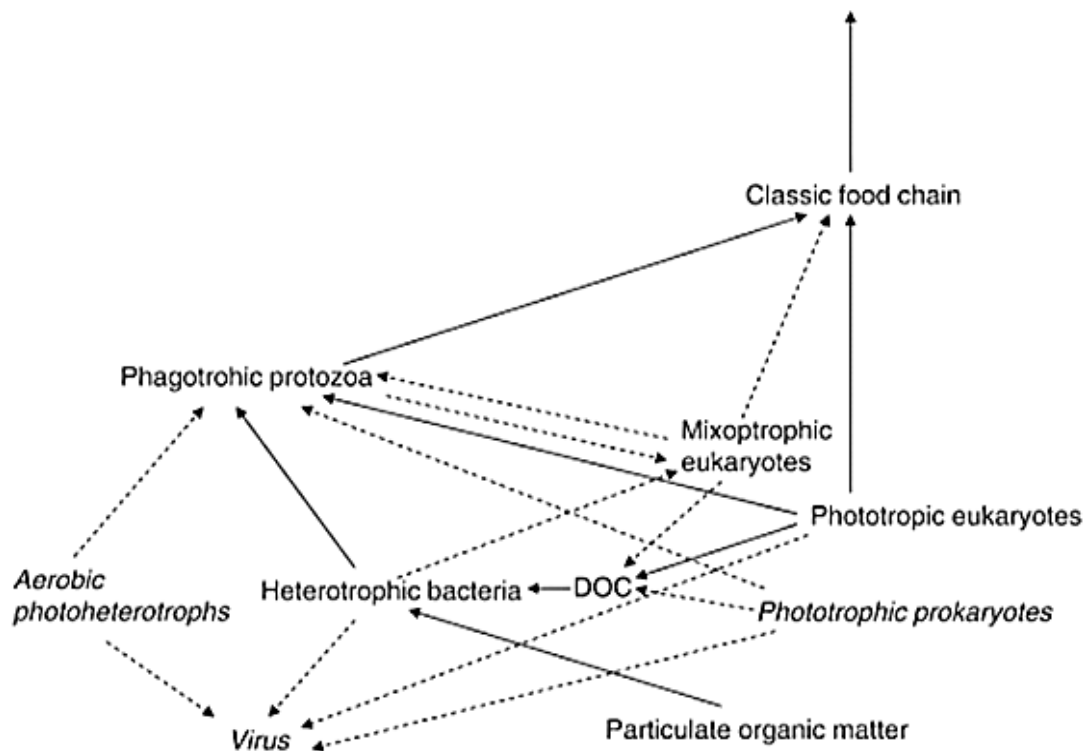 Classic food chain
Phagotrohic protozoa
Mixoptrophic
eukaryotes
Phototropic eukaryotes
Aerobic
photoheterotrophs
Heterotrophic bacteria
DOC
Phototrophic prokaryotes
Particulate organic matter
Virus